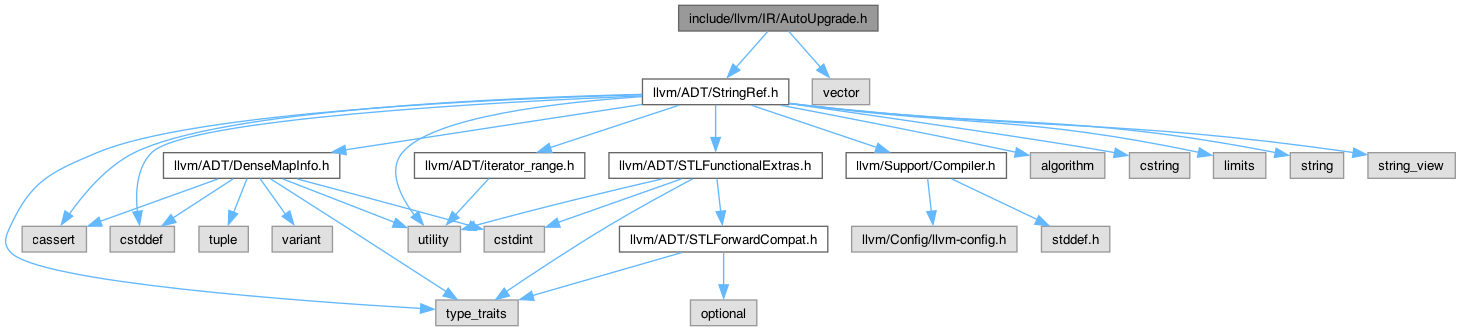 include/llvm/IR/AutoUpgrade.h
llvm/ADT/StringRef.h
vector
llvm/ADT/DenseMapInfo.h
llvm/ADT/iterator_range.h
llvm/ADT/STLFunctionalExtras.h
llvm/Support/Compiler.h
algorithm
cstring
limits
string
string_view
cassert
cstddef
tuple
variant
utility
cstdint
llvm/ADT/STLForwardCompat.h
llvm/Config/llvm-config.h
stddef.h
type_traits
optional